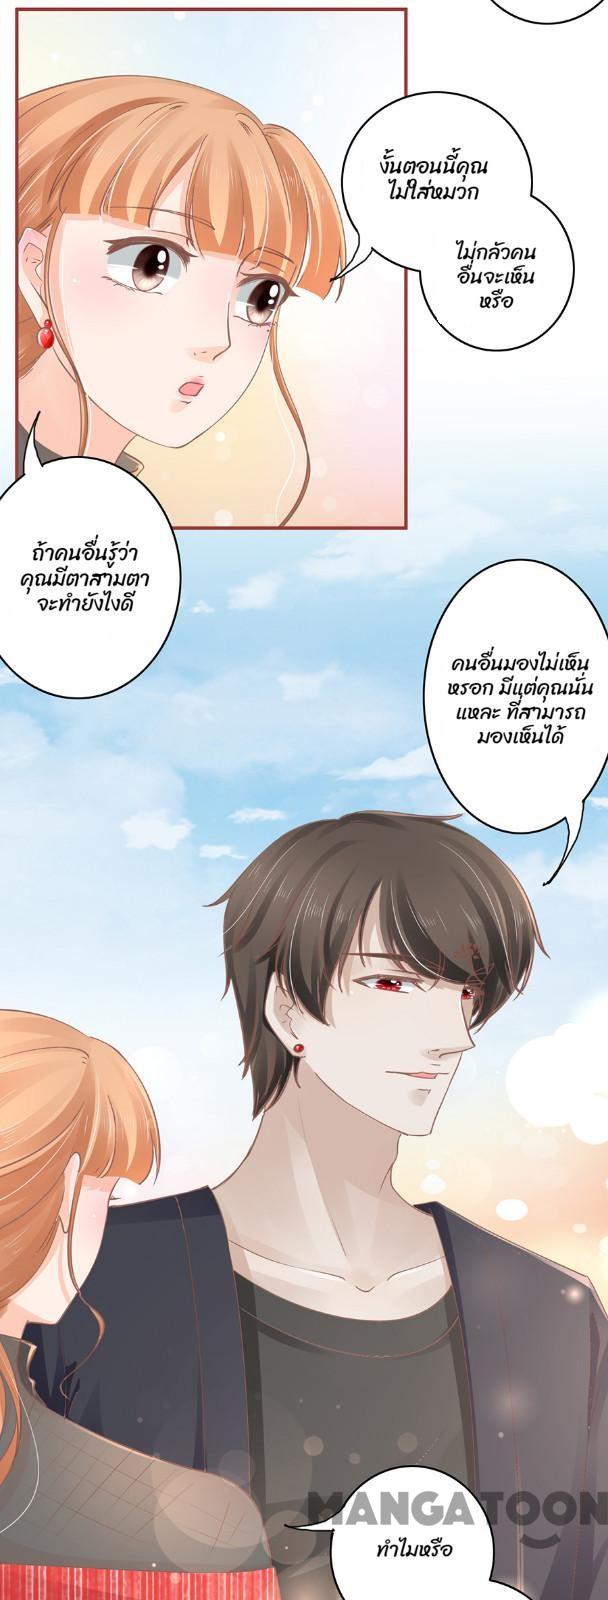 งั้นตอนนี้คุณ
ไม่ใส่หมวก
ไม่กลัวคน
อื่นจะเห็น
หรือ
ถ้าคนอื่นรู้ว่า
คุณมีตาสามตา
จะทำยังไงดี
คนอื่นมองไม่เห็น
หรอก มีแต่คุณนั่น
แหละ ที่สามารถ
มองเห็นได้
MANGATOON
ทำไมหรือ